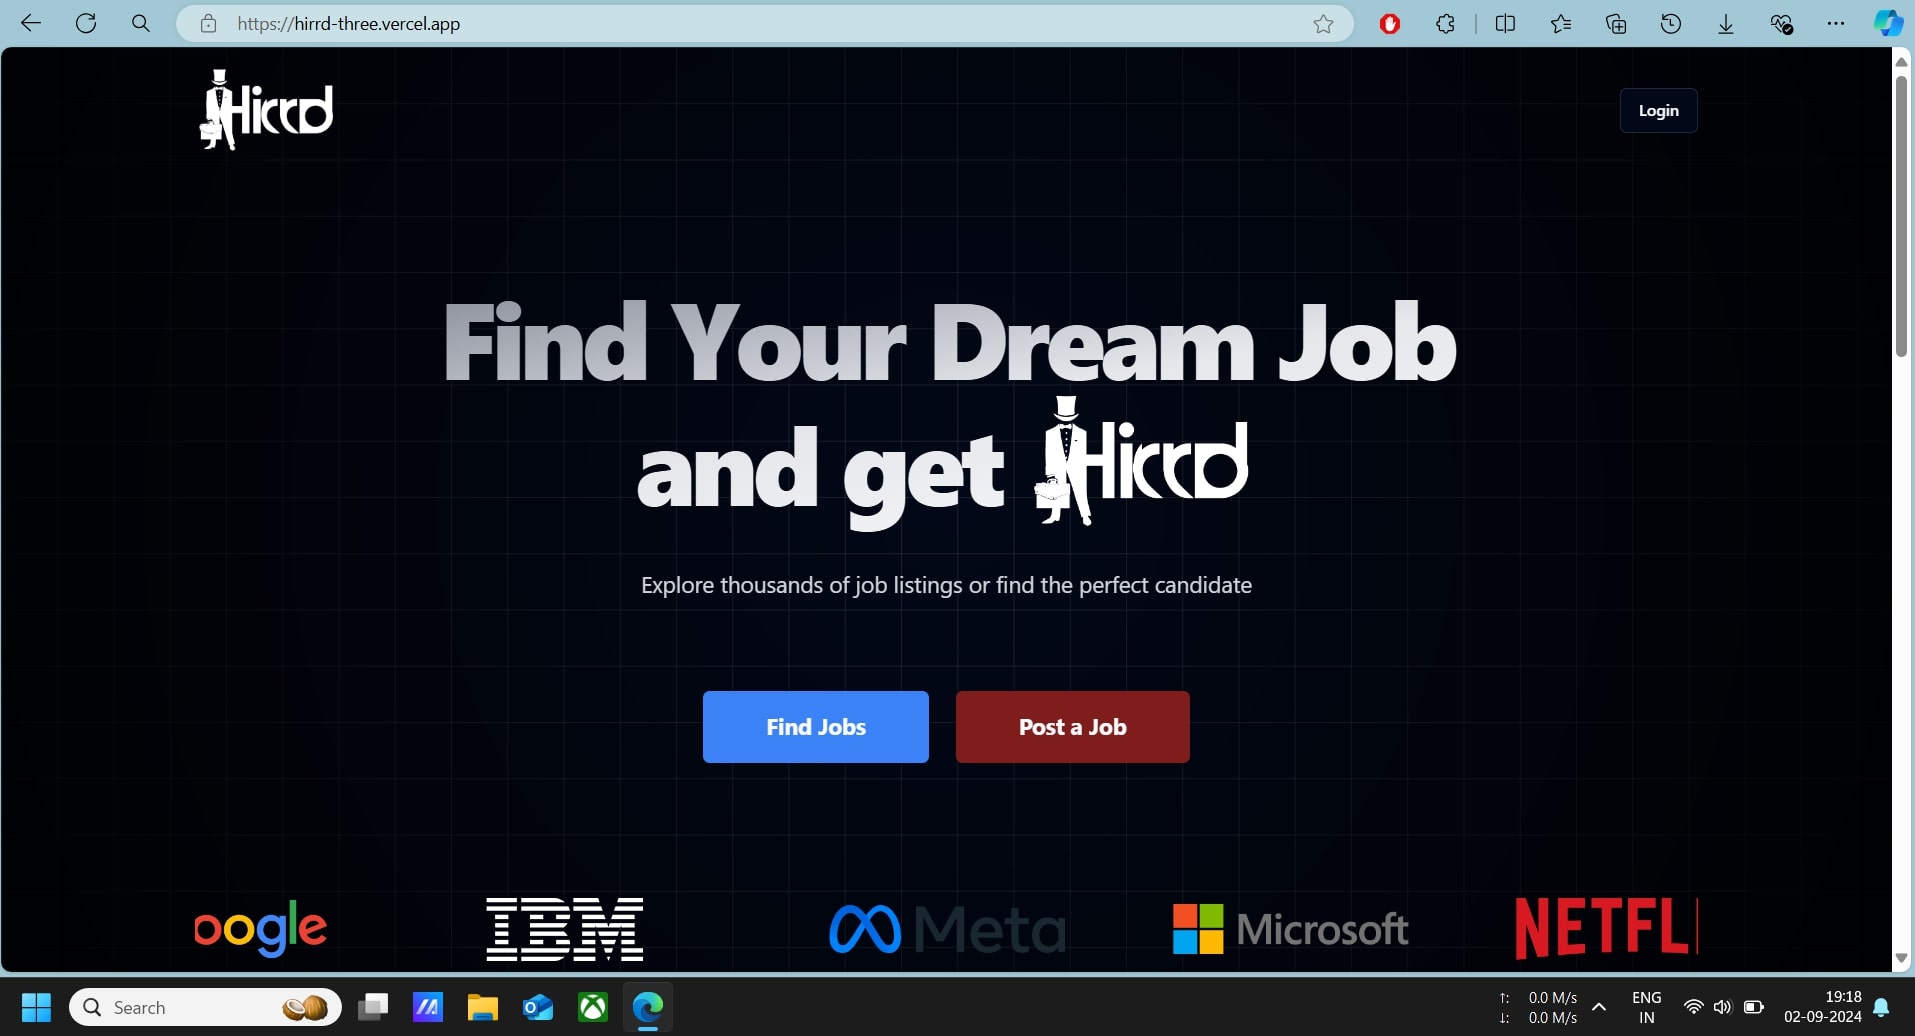 https://hirrd-three.vercel.app
Hirrd
Login
Find Your Dream Job
and get Hirrd
Explore thousands of job listings or find the perfect candidate
Find Jobs
Post a Job
oogle
IBM
Meta
Microsoft
NETFL
Search
↑: 0.0 M/s
↓: 0.0 M/s
ENG
IN
19:18
02-09-2024